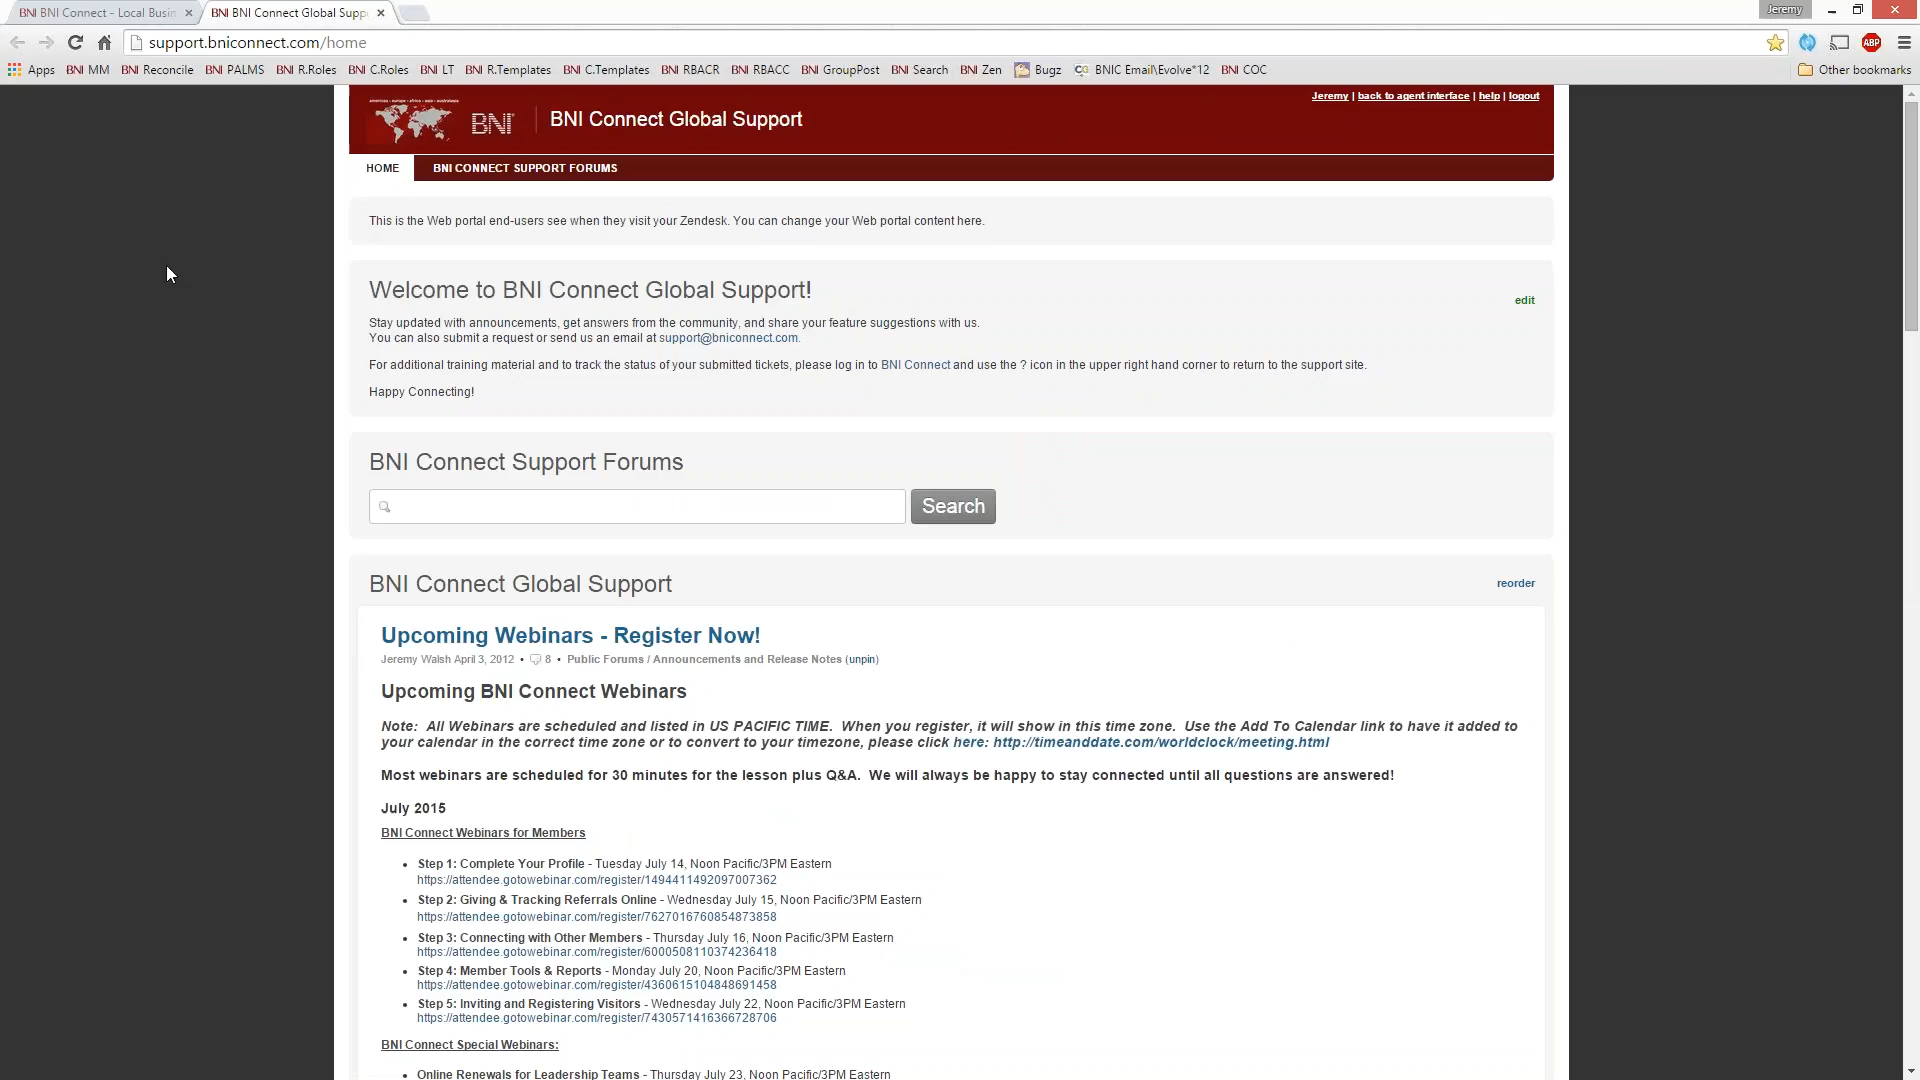 BNI BNI Connect - Local Busin
BNI BNI Connect Global Supp
Jeremy
support.bniconnect.com/home
Apps BNI MM BNI Reconcile BNI PALMS BNI R.Roles BNI C.Roles BNI LT BNI R.Templates BNI C.Templates BNI RBACR BNI RBACC BNI GroupPost BNI Search BNI Zen Bugz CG BNIC Email\Evolve*12 BNI COC Other bookmarks
ABP
Jeremy | back to agent interface | help | logout
americas • europe • africa • asia • australasia
BNI
BNI Connect Global Support
HOME BNI CONNECT SUPPORT FORUMS
This is the Web portal end-users see when they visit your Zendesk. You can change your Web portal content here.
Welcome to BNI Connect Global Support!
edit
Stay updated with announcements, get answers from the community, and share your feature suggestions with us.
You can also submit a request or send us an email at support@bniconnect.com.
For additional training material and to track the status of your submitted tickets, please log in to BNI Connect and use the ? icon in the upper right hand corner to return to the support site.
Happy Connecting!
BNI Connect Support Forums
Search
BNI Connect Global Support
reorder
Upcoming Webinars - Register Now!
Jeremy Walsh April 3, 2012 • 8 • Public Forums / Announcements and Release Notes (unpin)
Upcoming BNI Connect Webinars
Note: All Webinars are scheduled and listed in US PACIFIC TIME. When you register, it will show in this time zone. Use the Add To Calendar link to have it added to
your calendar in the correct time zone or to convert to your timezone, please click here: http://timeanddate.com/worldclock/meeting.html
Most webinars are scheduled for 30 minutes for the lesson plus Q&A. We will always be happy to stay connected until all questions are answered!
July 2015
BNI Connect Webinars for Members
• Step 1: Complete Your Profile - Tuesday July 14, Noon Pacific/3PM Eastern
https://attendee.gotowebinar.com/register/1494411492097007362
• Step 2: Giving & Tracking Referrals Online - Wednesday July 15, Noon Pacific/3PM Eastern
https://attendee.gotowebinar.com/register/7627016760854873858
• Step 3: Connecting with Other Members - Thursday July 16, Noon Pacific/3PM Eastern
https://attendee.gotowebinar.com/register/6000508110374236418
• Step 4: Member Tools & Reports - Monday July 20, Noon Pacific/3PM Eastern
https://attendee.gotowebinar.com/register/4360615104848691458
• Step 5: Inviting and Registering Visitors - Wednesday July 22, Noon Pacific/3PM Eastern
https://attendee.gotowebinar.com/register/7430571416366728706
BNI Connect Special Webinars:
• Online Renewals for Leadership Teams - Thursday July 23, Noon Pacific/3PM Eastern